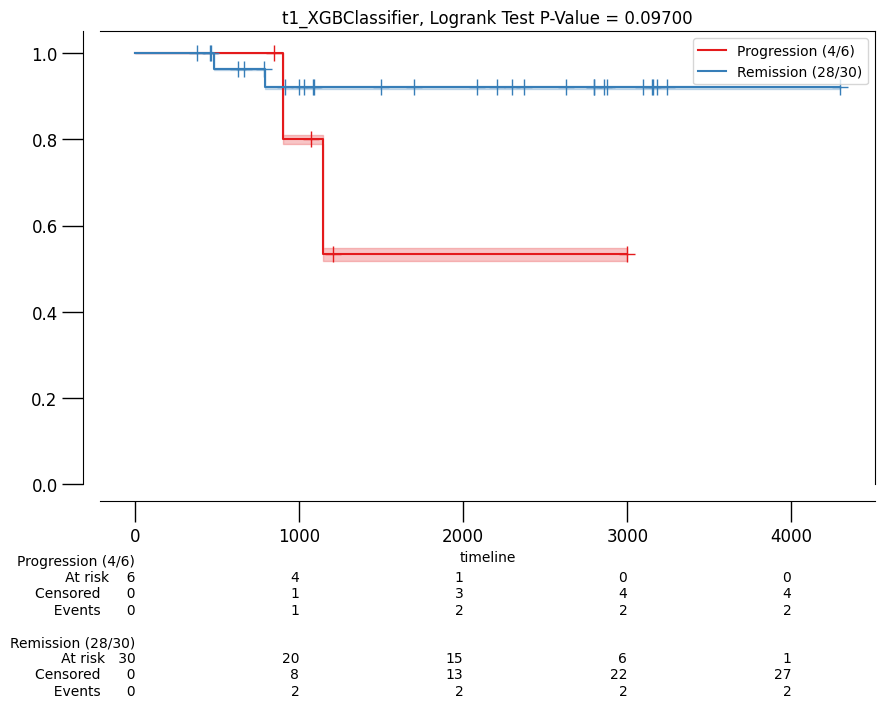 t1_XGBClassifier, Logrank Test P-Value = 0.09700
Progression (4/6)
Remission (28/30)
1.0
0.8
0.6
0.4
0.2
0.0
0 1000 2000 3000 4000
timeline
Progression (4/6)
At risk 6 4 1 0 0
Censored 0 1 3 4 4
Events 0 1 2 2 2
Remission (28/30)
At risk 30 20 15 6 1
Censored 0 8 13 22 27
Events 0 2 2 2 2